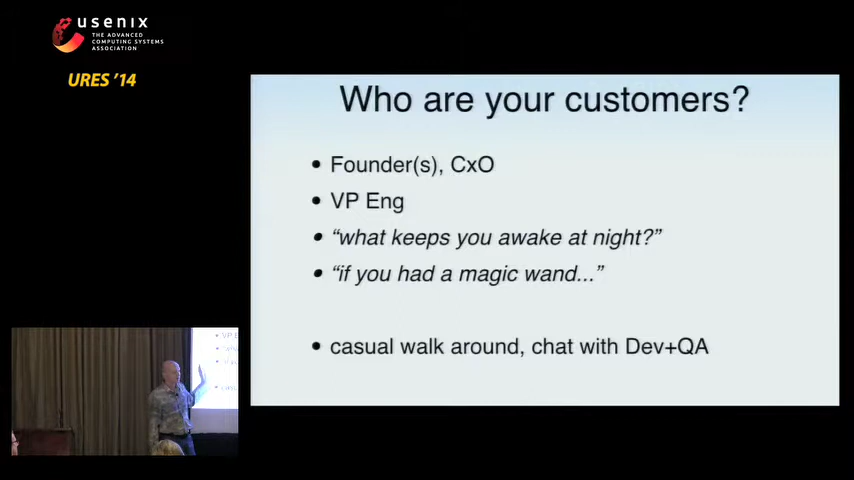 usenix
THE ADVANCED
COMPUTING SYSTEMS
ASSOCIATION
URES '14
Who are your customers?
• Founder(s), CxO
• VP Eng
• “what keeps you awake at night?”
• “if you had a magic wand...”
• casual walk around, chat with Dev+QA